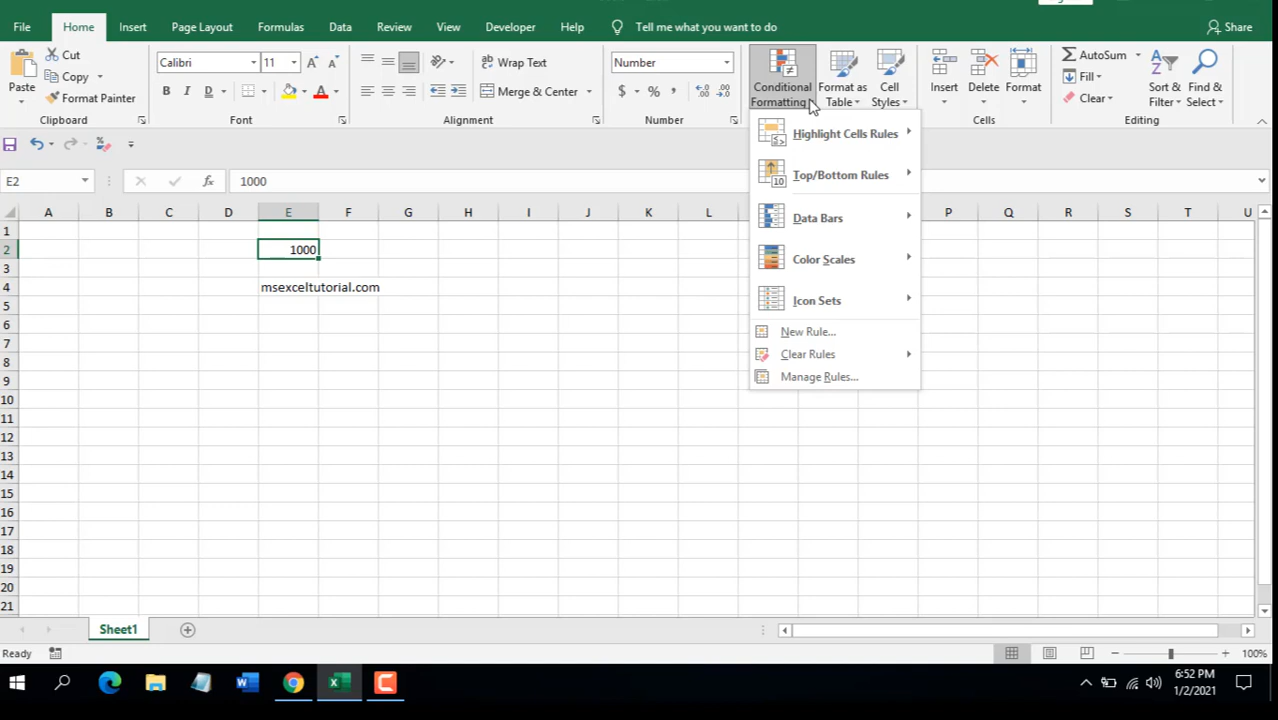 File Home Insert Page Layout Formulas Data Review View Developer Help Tell me what you want to do Share
Cut
Copy
Format Painter
Paste
Clipboard
Calibri 11
B I D
Font
Wrap Text
Merge & Center
Alignment
Number
$ % ,
Number
Conditional Formatting
Format as Table
Cell Styles
Insert
Delete
Format
Cells
AutoSum
Fill
Clear
Sort & Filter
Find & Select
Editing
Highlight Cells Rules
Top/Bottom Rules
10
Data Bars
Color Scales
Icon Sets
New Rule...
Clear Rules
Manage Rules...
E2 fx 1000
A B C D E F G H I J K L P Q R S T U
1
2 1000
3
4 msexceltutorial.com
5
6
7
8
9
10
11
12
13
14
15
16
17
18
19
20
21
Sheet1
Ready 100%
6:52 PM
1/2/2021